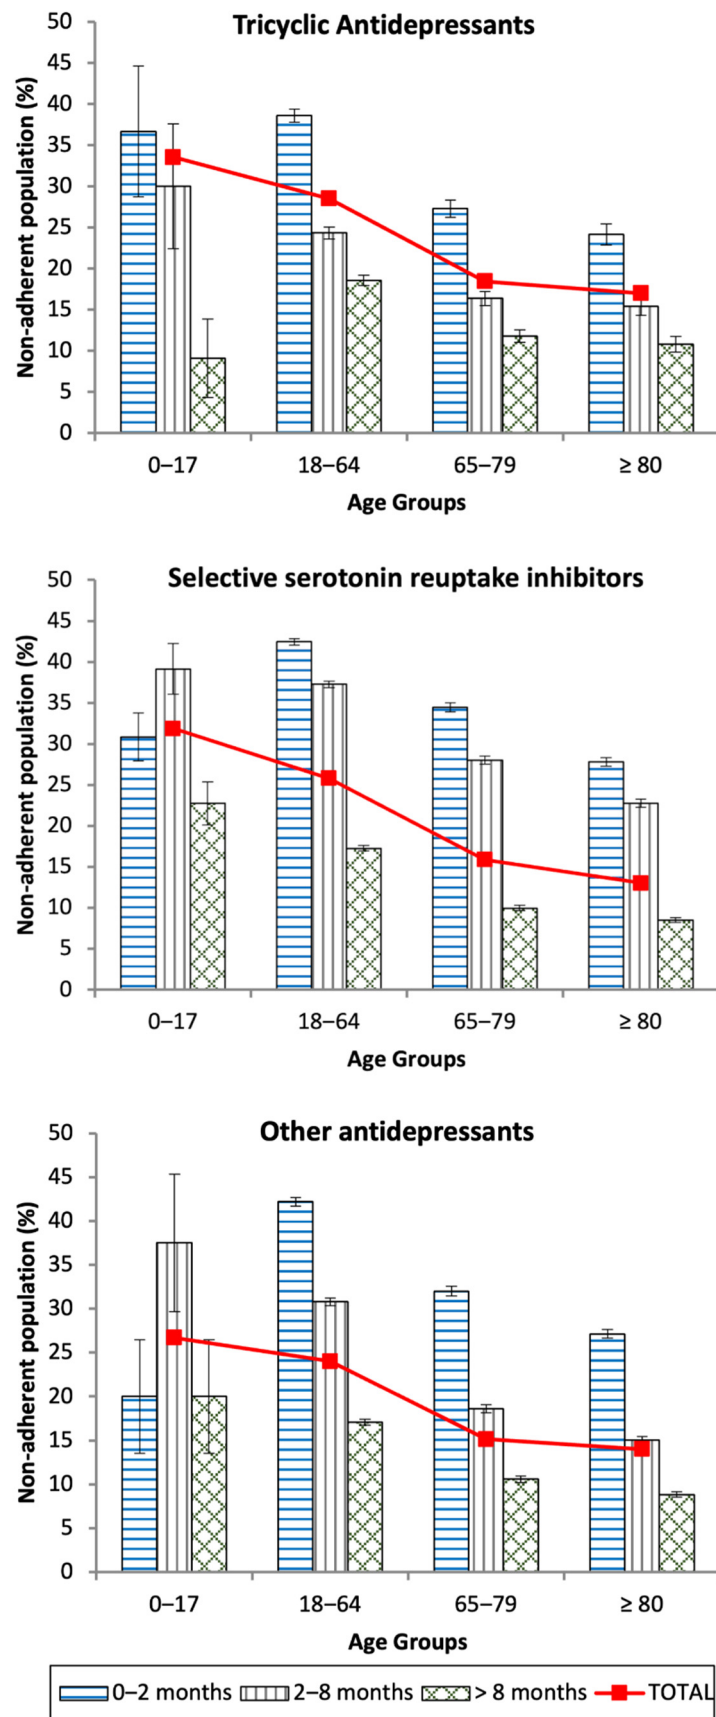 Tricyclic Antidepressants
Non-adherent population (%)
50
45
40
35
30
25
20
15
10
5
0
0–17 18–64 65–79 ≥ 80
Age Groups
Selective serotonin reuptake inhibitors
Non-adherent population (%)
50
45
40
35
30
25
20
15
10
5
0
0–17 18–64 65–79 ≥ 80
Age Groups
Other antidepressants
Non-adherent population (%)
50
45
40
35
30
25
20
15
10
5
0
0–17 18–64 65–79 ≥ 80
Age Groups
0–2 months 2–8 months > 8 months TOTAL